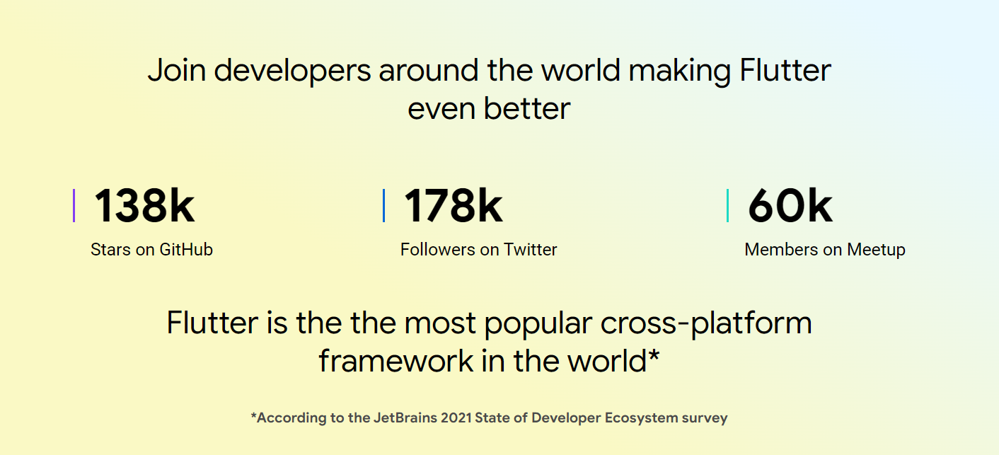 Join developers around the world making Flutter
even better
138k
178k
60k
Stars on GitHub
Followers on Twitter
Members on Meetup
Flutter is the the most popular cross-platform
framework in the world*
*According to the JetBrains 2021 State of Developer Ecosystem survey